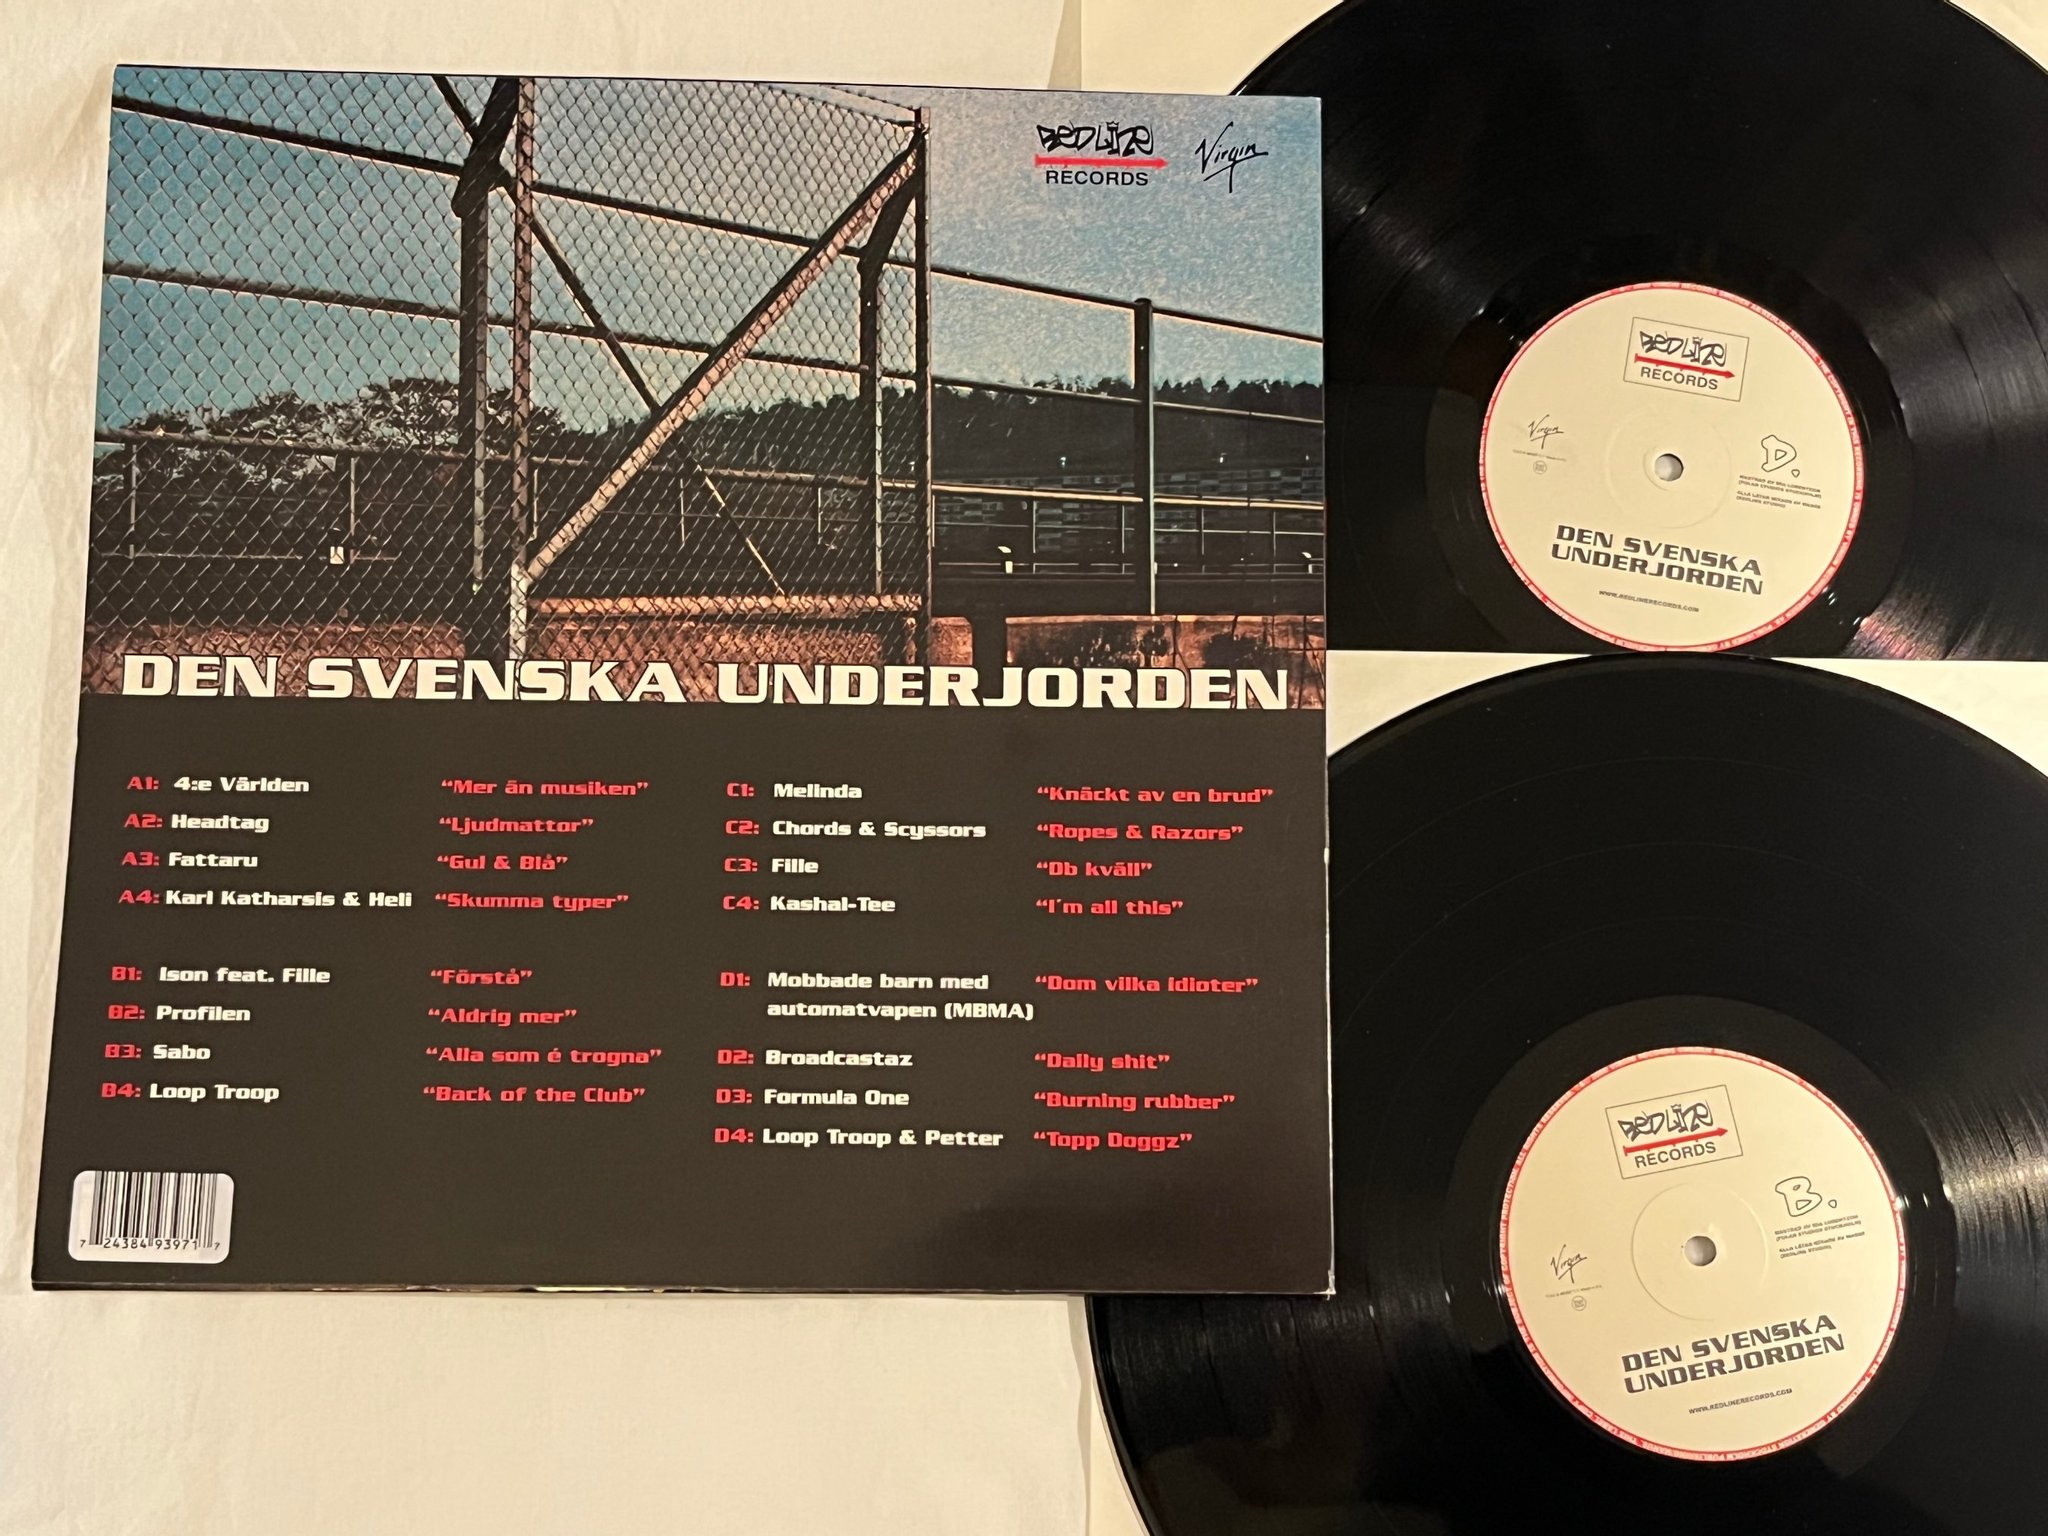 REDLINE
RECORDS
Virgin
DEN SVENSKA UNDERJORDEN
A1: 4:e Världen "Mer än musiken"
A2: Headtag "Ljudmattor"
A3: Fattaru "Gul & Blå"
A4: Karl Katharsis & Heli "Skumma typer"
B1: Ison feat. Fille "Förstå"
B2: Profilen "Aldrig mer"
B3: Sabo "Alla som é trogna"
B4: Loop Troop "Back of the Club"
C1: Melinda "Knäckt av en brud"
C2: Chords & Scyssors "Ropes & Razors"
C3: Fille "Db kväll"
C4: Kashal-Tee "I´m all this"
D1: Mobbade barn med "Dom vilka idioter"
automatvapen (MBMA)
D2: Broadcastaz "Daily shit"
D3: Formula One "Burning rubber"
D4: Loop Troop & Petter "Topp Doggz"
7 24384 93971 7
REDLINE
RECORDS
Virgin
D.
DEN SVENSKA
UNDERJORDEN
WWW.REDLINERECORDS.COM
REDLINE
RECORDS
Virgin
B.
DEN SVENSKA
UNDERJORDEN
WWW.REDLINERECORDS.COM